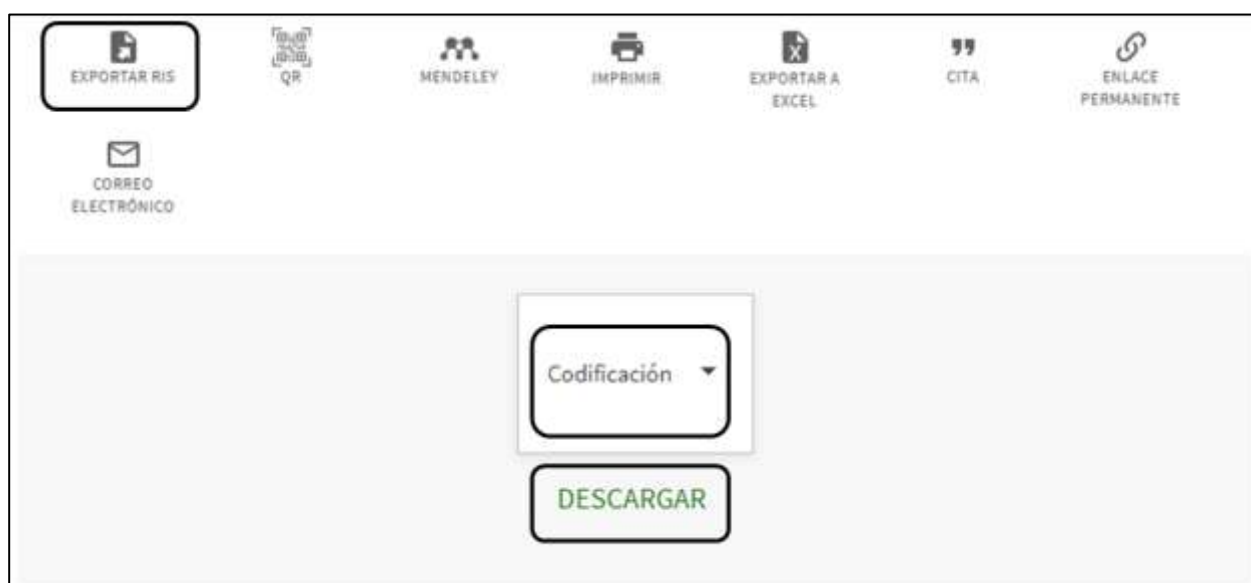 EXPORTAR RIS
QR
MENDELEY
IMPRIMIR
EXPORTAR A
EXCEL
CITA
ENLACE
PERMANENTE
CORREO
ELECTRÓNICO
Codificación
DESCARGAR